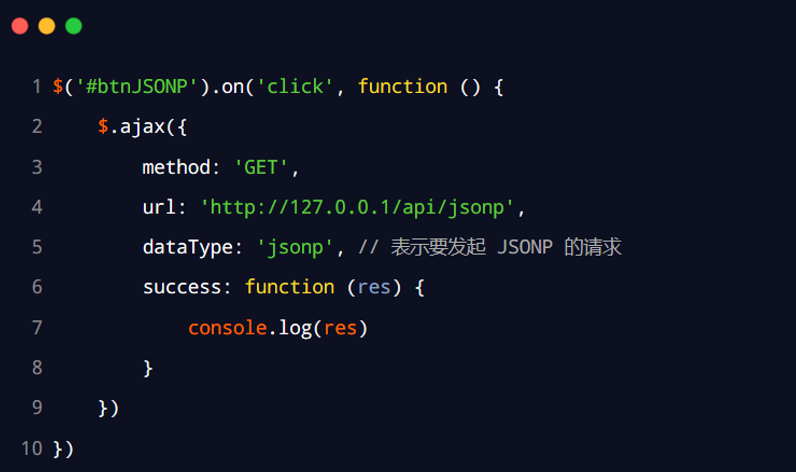 1 $('#btnJSONP').on('click', function () {
2     $.ajax({
3         method: 'GET',
4         url: 'http://127.0.0.1/api/jsonp',
5         dataType: 'jsonp', // 表示要发起 JSONP 的请求
6         success: function (res) {
7             console.log(res)
8         }
9     })
10 })